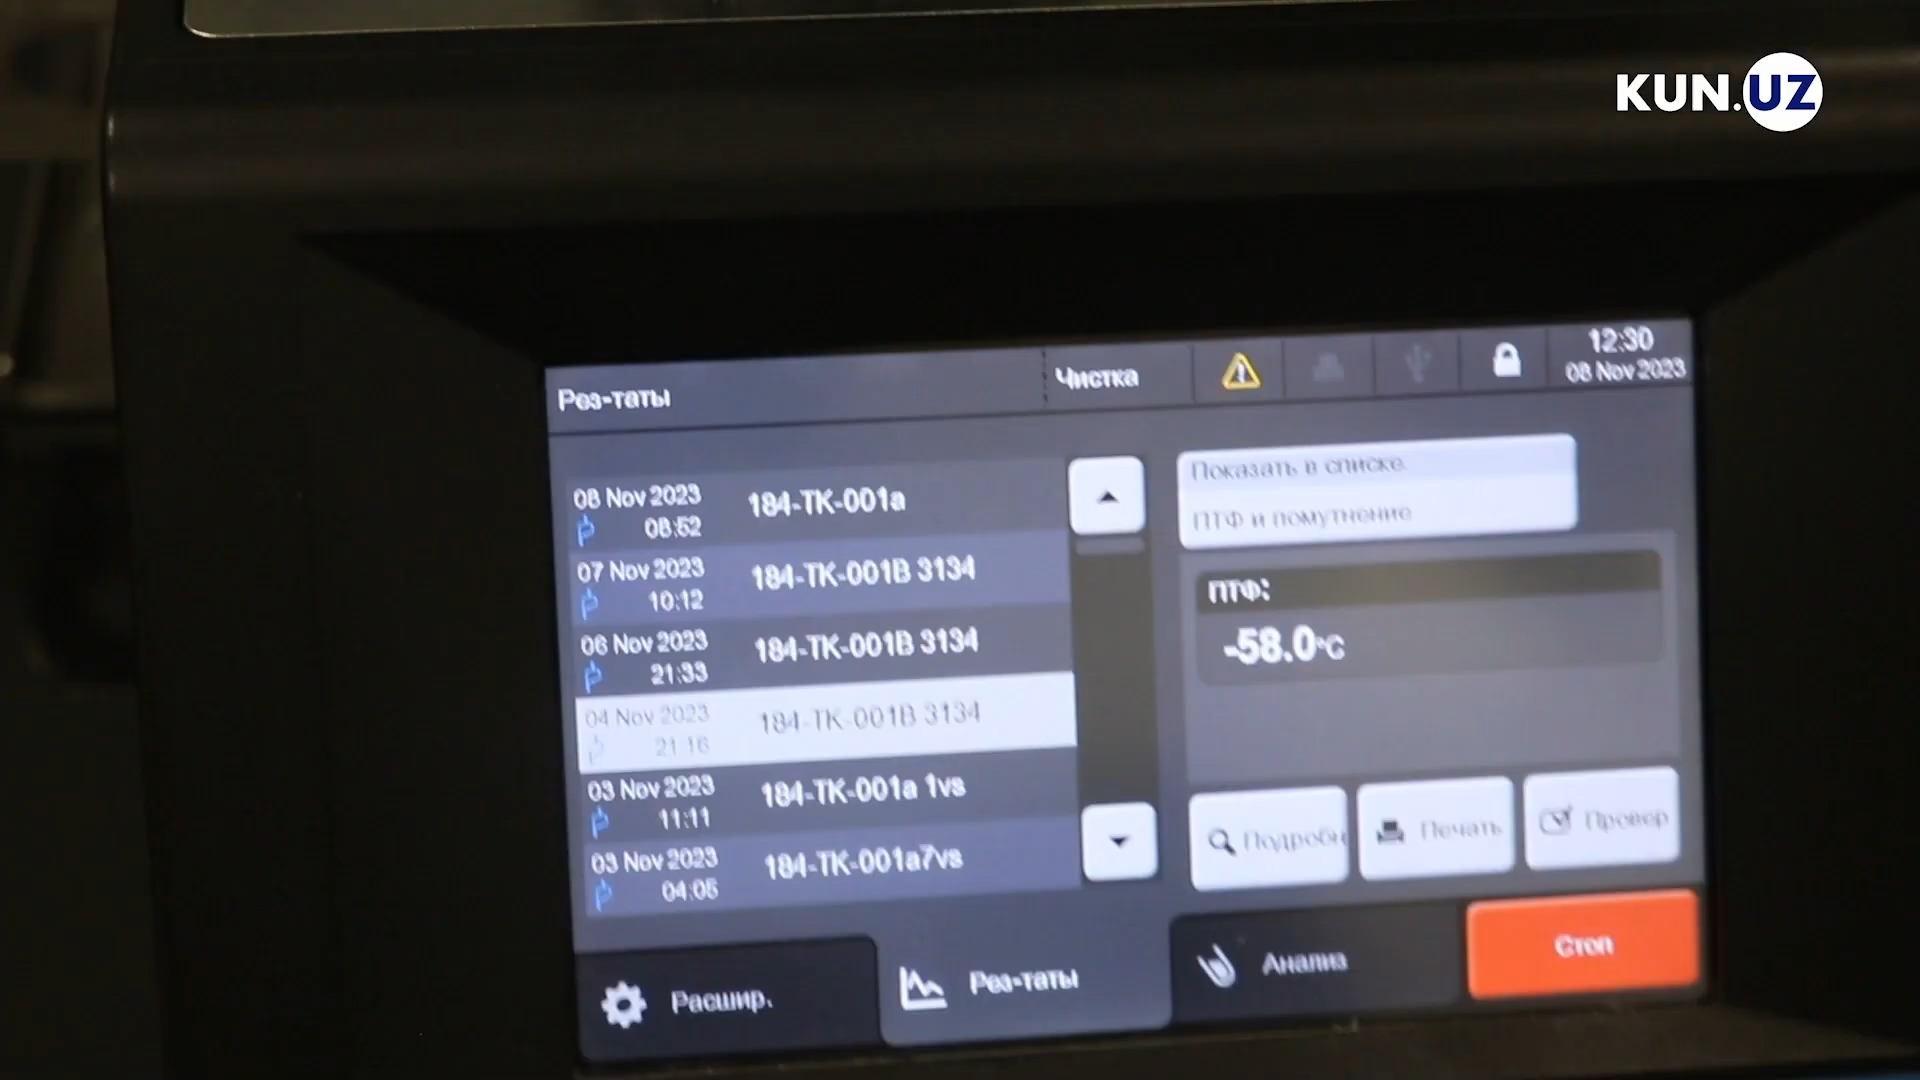 KUN.UZ
Рез-таты
Чистка
12:30
08 Nov 2023
08 Nov 2023
08:52
184-TK-001a
07 Nov 2023
10:12
184-TK-001B 3134
06 Nov 2023
21:33
184-TK-001B 3134
04 Nov 2023
21:16
184-TK-001B 3134
03 Nov 2023
11:11
184-TK-001a 1vs
03 Nov 2023
04:05
184-TK-001a7vs
Показать в списке
ПТФ и помутнение
ПТФ:
-58.0°C
Подробн
Печать
Провер
Расшир.
Рез-таты
Анализ
Стоп